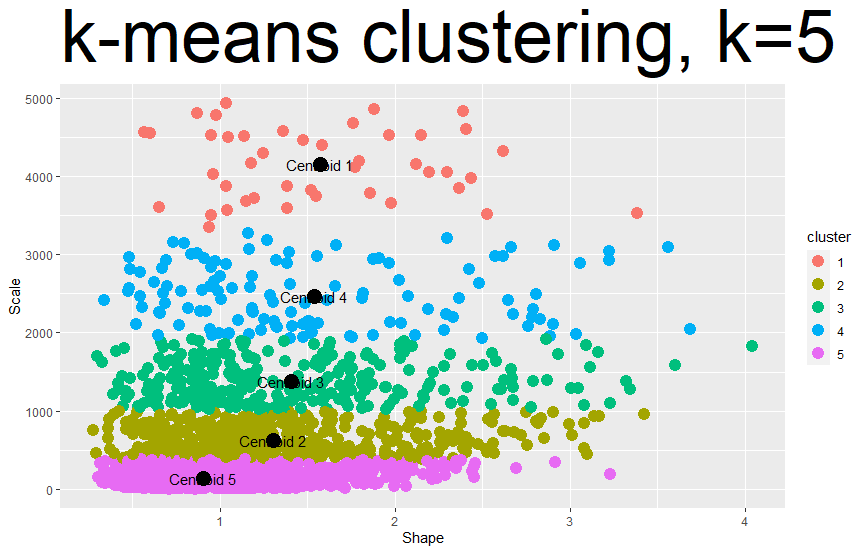 k-means clustering, k=5
5000
4000
3000
2000
1000
0
Scale
Centroid 1
Centroid 4
Centroid 3
Centroid 2
Centroid 5
1
2
3
4
Shape
cluster
1
2
3
4
5